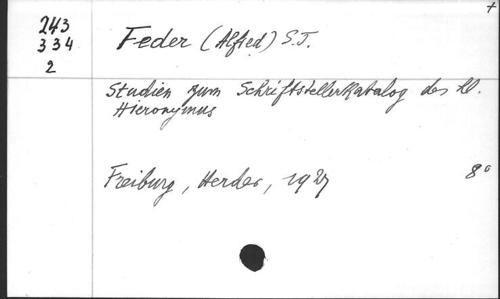 +
243
334
2
Feder (Alfred) S.J.
Studien zum Schriftstellerkatalog des hl.
Hieronymus
Freiburg, Herder, 1927
8°